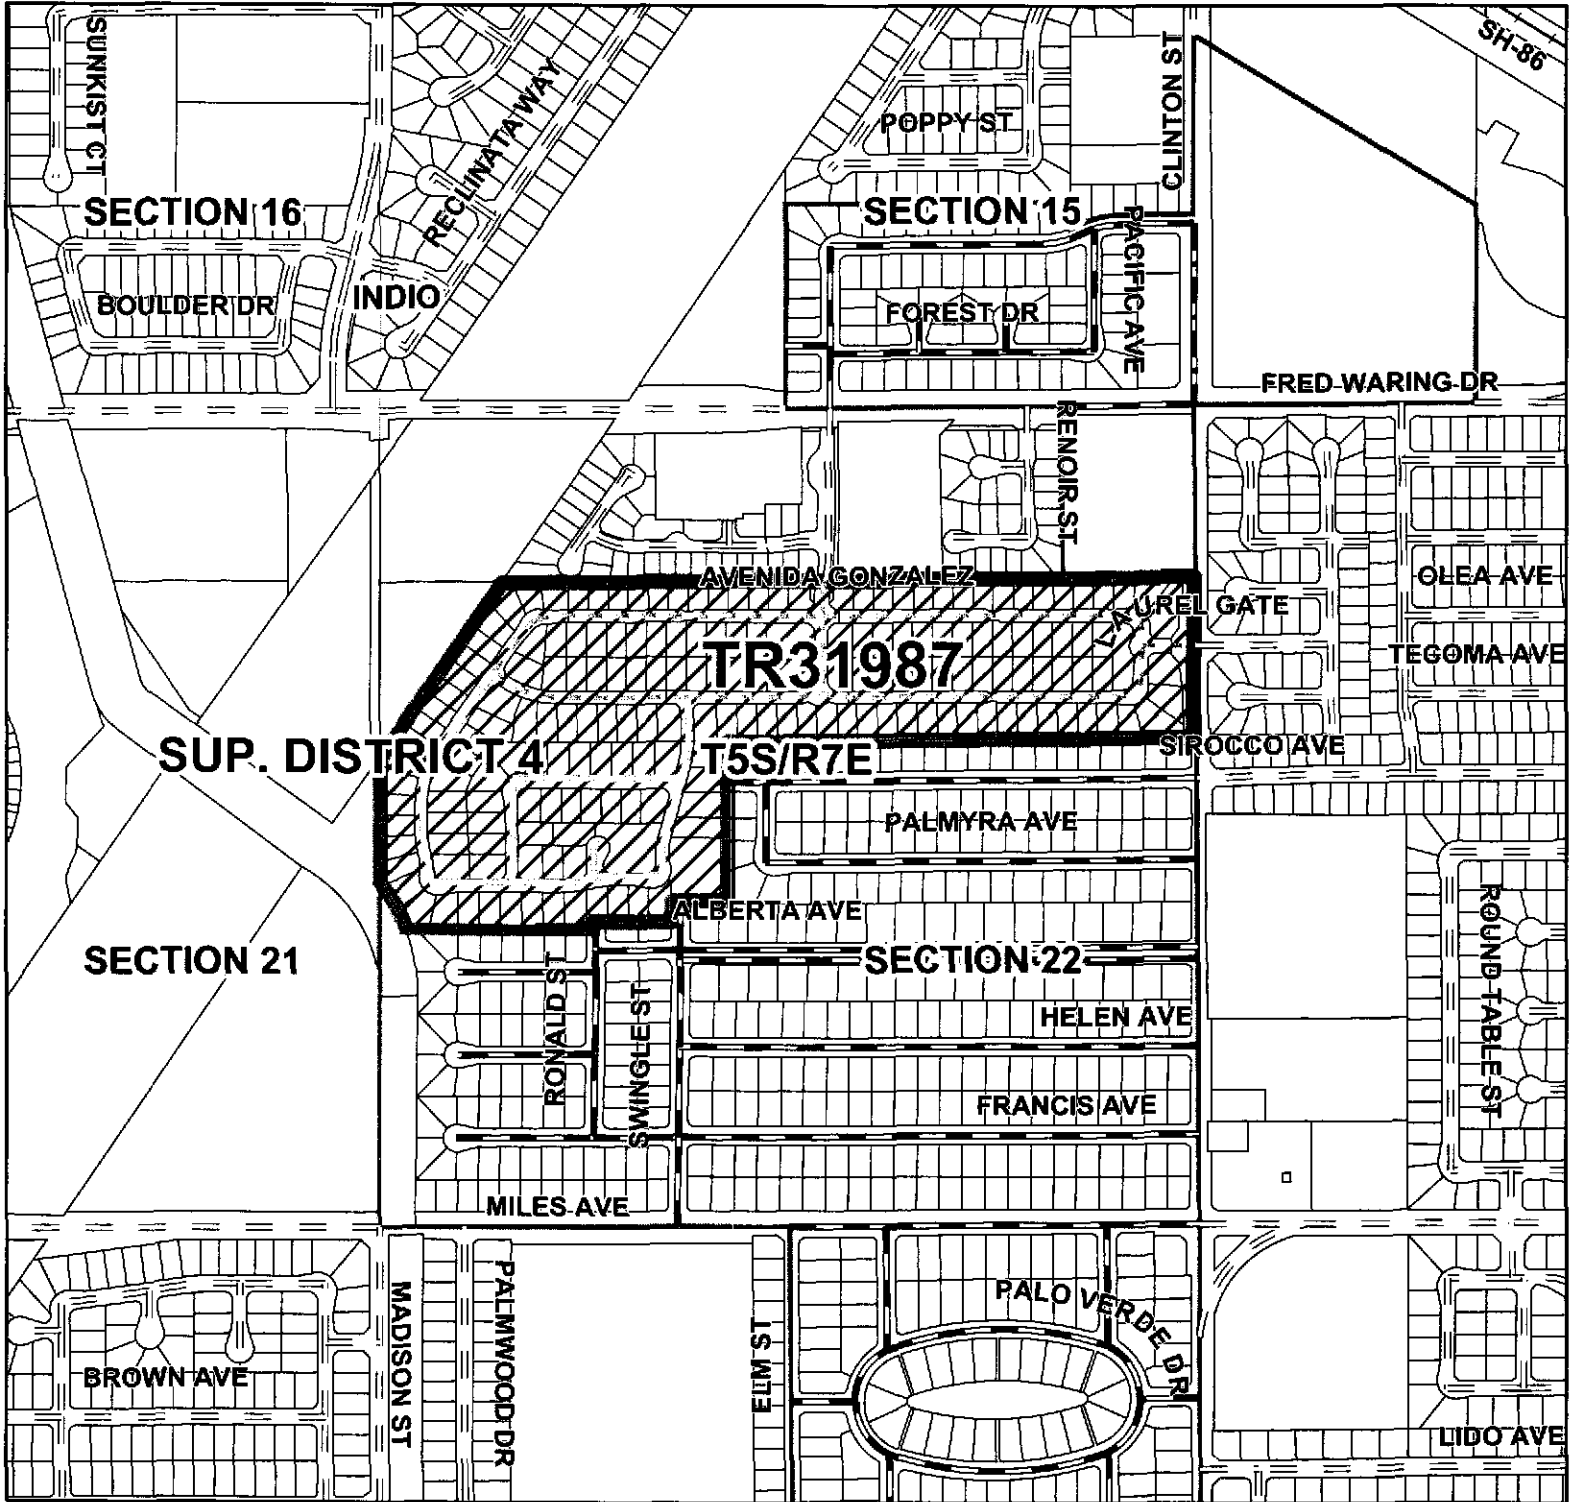 SUNKIST CT
RECLINATA WAY
POPPY ST
CLINTON ST
SH-86
SECTION 16
SECTION 15
PACIFIC AVE
BOULDER DR
INDIO
FOREST DR
FRED WARING DR
RENOIR ST
AVENIDA GONZALEZ
OLEA AVE
LAUREL GATE
TR31987
TECOMA AVE
SUP. DISTRICT 4
T5S/R7E
SIROCCO AVE
PALMYRA AVE
ALBERTA AVE
ROUND TABLE ST
SECTION 21
SECTION 22
RONALD ST
SWINGLE ST
HELEN AVE
FRANCIS AVE
MILES AVE
MADISON ST
PALMWOOD DR
ELM ST
PALO VERDE DR
BROWN AVE
LIDO AVE